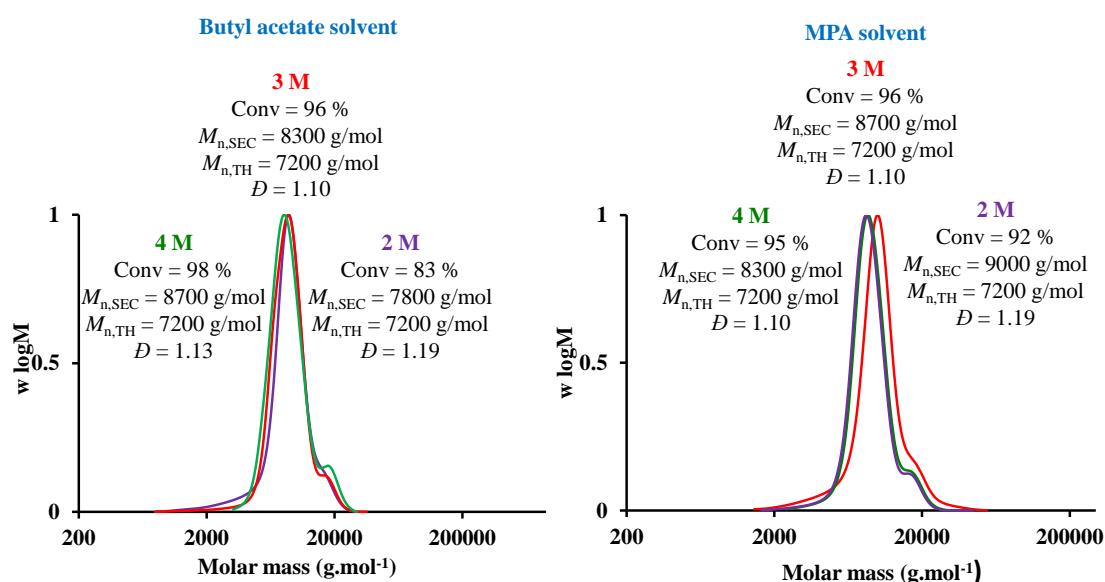 Butyl acetate solvent
3 M
Conv = 96 %
Mn,SEC = 8300 g/mol
Mn,TH = 7200 g/mol
Đ = 1.10
4 M
Conv = 98 %
Mn,SEC = 8700 g/mol
Mn,TH = 7200 g/mol
Đ = 1.13
2 M
Conv = 83 %
Mn,SEC = 7800 g/mol
Mn,TH = 7200 g/mol
Đ = 1.19
w logM
1
0.5
0
200
2000
20000
200000
Molar mass (g.mol-1)
MPA solvent
3 M
Conv = 96 %
Mn,SEC = 8700 g/mol
Mn,TH = 7200 g/mol
Đ = 1.10
4 M
Conv = 95 %
Mn,SEC = 8300 g/mol
Mn,TH = 7200 g/mol
Đ = 1.10
2 M
Conv = 92 %
Mn,SEC = 9000 g/mol
Mn,TH = 7200 g/mol
Đ = 1.19
w logM
1
0.5
0
200
2000
20000
200000
Molar mass (g.mol-1)